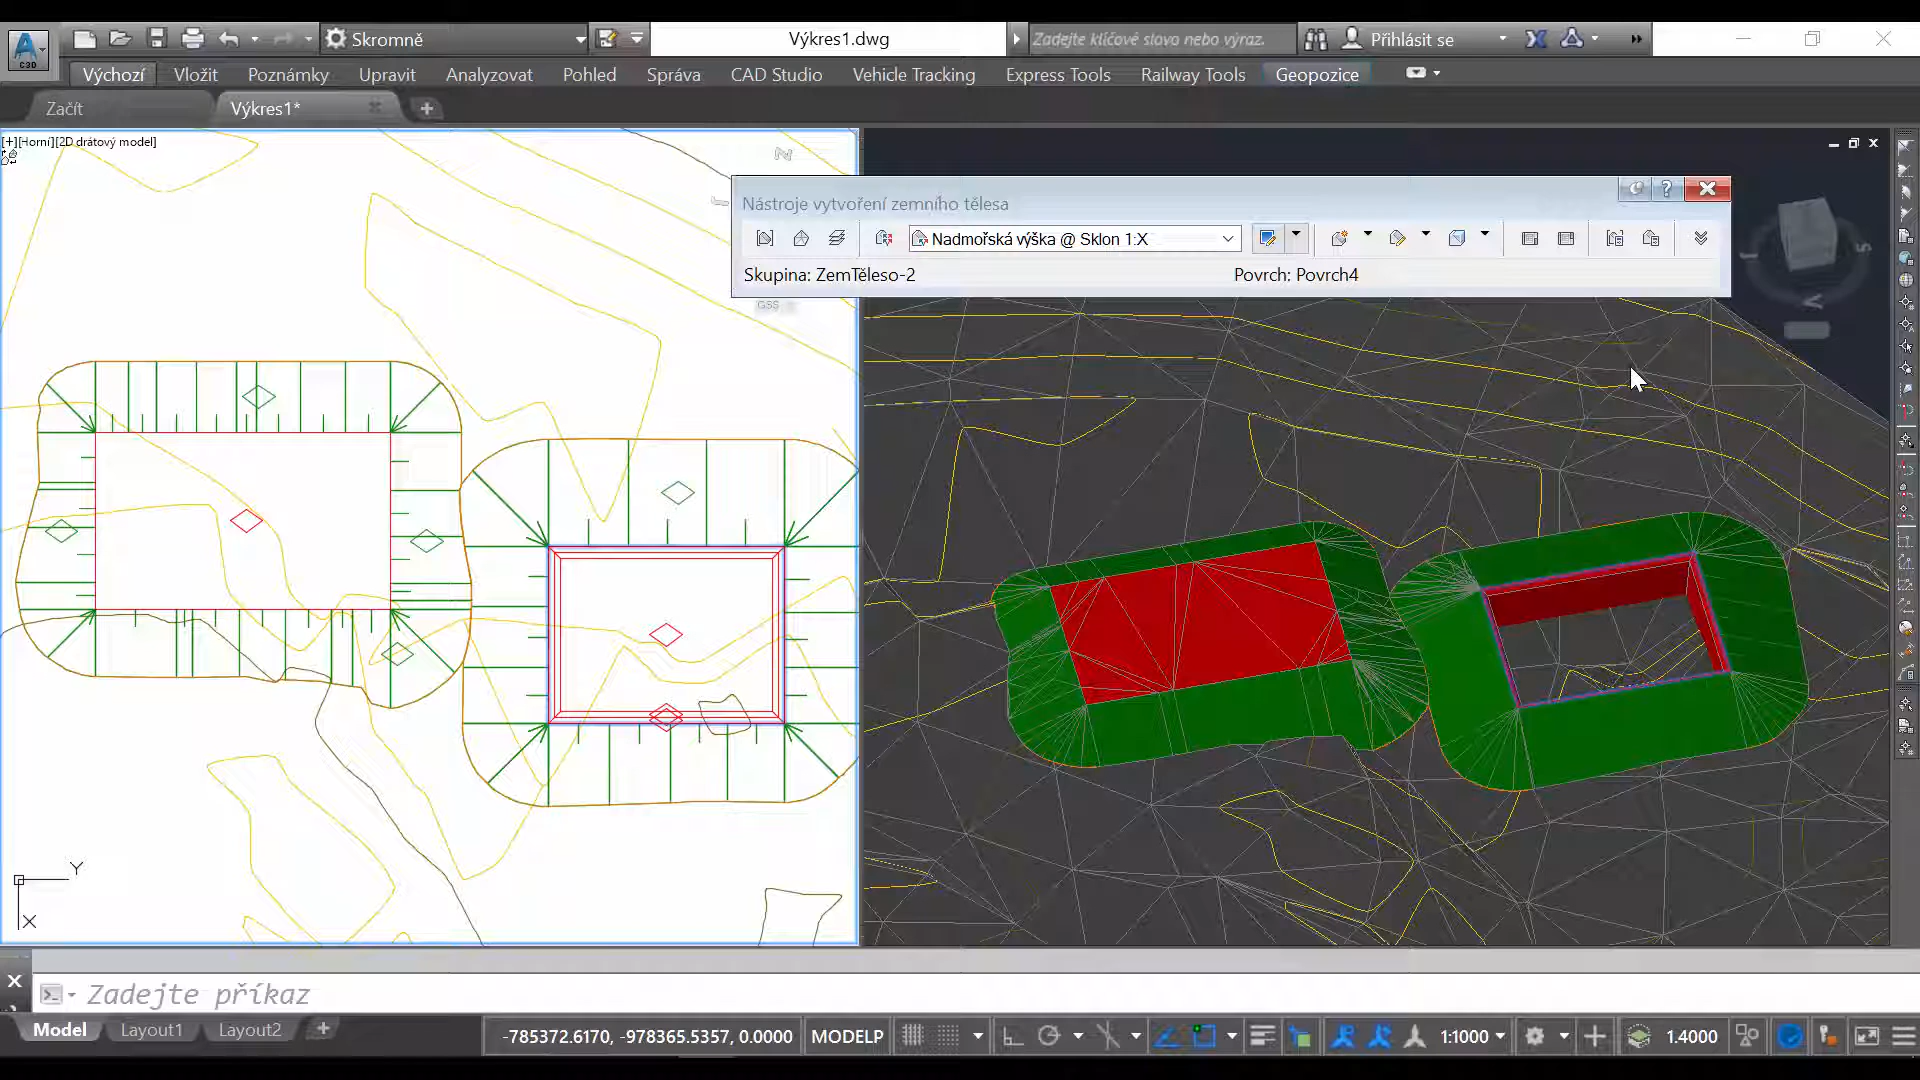 Skromně
Výkres1.dwg
Zadejte klíčové slovo nebo výraz.
Přihlásit se
C3D
Výchozí
Vložit
Poznámky
Upravit
Analyzovat
Pohled
Správa
CAD Studio
Vehicle Tracking
Express Tools
Railway Tools
Geopozice
Začít
Výkres1*
[+][Horní][2D drátový model]
Nástroje vytvoření zemního tělesa
Nadmořská výška @ Sklon 1:X
Skupina: ZemTěleso-2
Povrch: Povrch4
GSS
Y
X
Zadejte příkaz
Model
Layout1
Layout2
-785372.6170, -978365.5357, 0.0000
MODELP
1:1000
1.4000